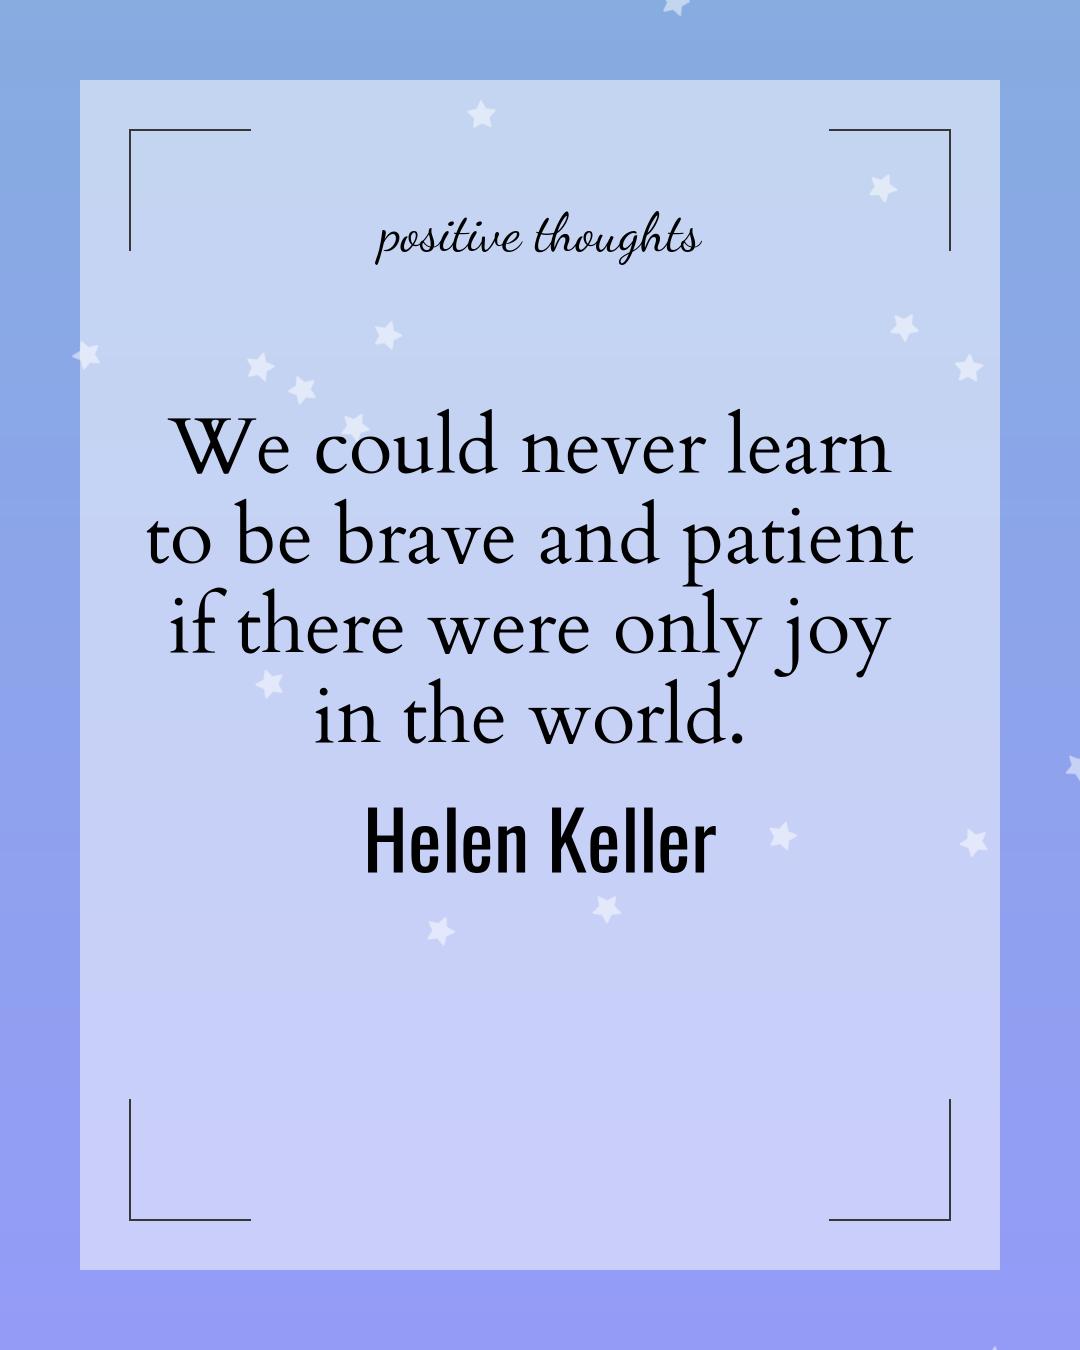 positive thoughts
We could never learn
to be brave and patient
if there were only joy
in the world.
Helen Keller